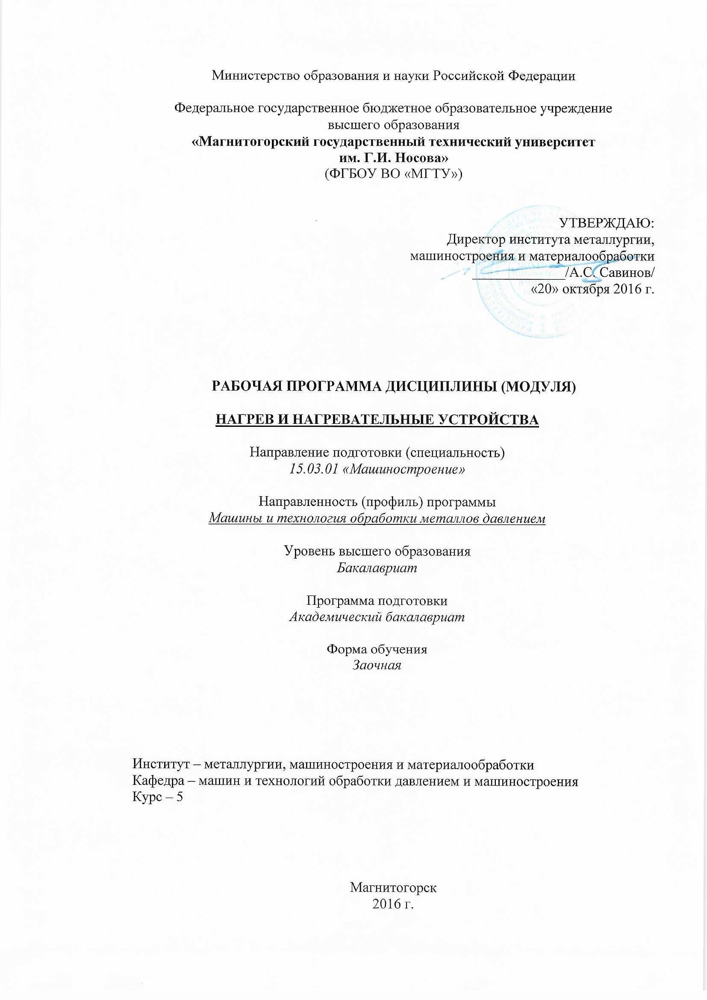 Министерство образования и науки Российской Федерации
Федеральное государственное бюджетное образовательное учреждение
высшего образования
«Магнитогорский государственный технический университет
им. Г.И. Носова»
(ФГБОУ ВО «МГТУ»)
УТВЕРЖДАЮ:
Директор института металлургии,
машиностроения и материалообработки
_____________/А.С. Савинов/
«20» октября 2016 г.
РАБОЧАЯ ПРОГРАММА ДИСЦИПЛИНЫ (МОДУЛЯ)
НАГРЕВ И НАГРЕВАТЕЛЬНЫЕ УСТРОЙСТВА
Направление подготовки (специальность)
15.03.01 «Машиностроение»
Направленность (профиль) программы
Машины и технология обработки металлов давлением
Уровень высшего образования
Бакалавриат
Программа подготовки
Академический бакалавриат
Форма обучения
Заочная
Институт – металлургии, машиностроения и материалообработки
Кафедра – машин и технологий обработки давлением и машиностроения
Курс – 5
Магнитогорск
2016 г.